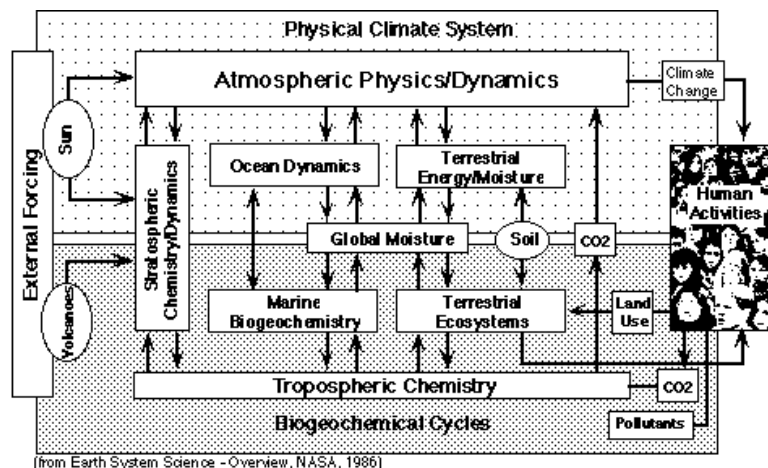 Physical Climate System
Atmospheric Physics/Dynamics
Climate
Change
External Forcing
Sun
Stratospheric
Chemistry/Dynamics
Ocean Dynamics
Terrestrial
Energy/Moisture
Human
Activities
Global Moisture
Soil
CO2
Volcanoes
Marine
Biogeochemistry
Terrestrial
Ecosystems
Land
Use
Tropospheric Chemistry
CO2
Biogeochemical Cycles
Pollutants
(from Earth System Science - Overview, NASA, 1986)